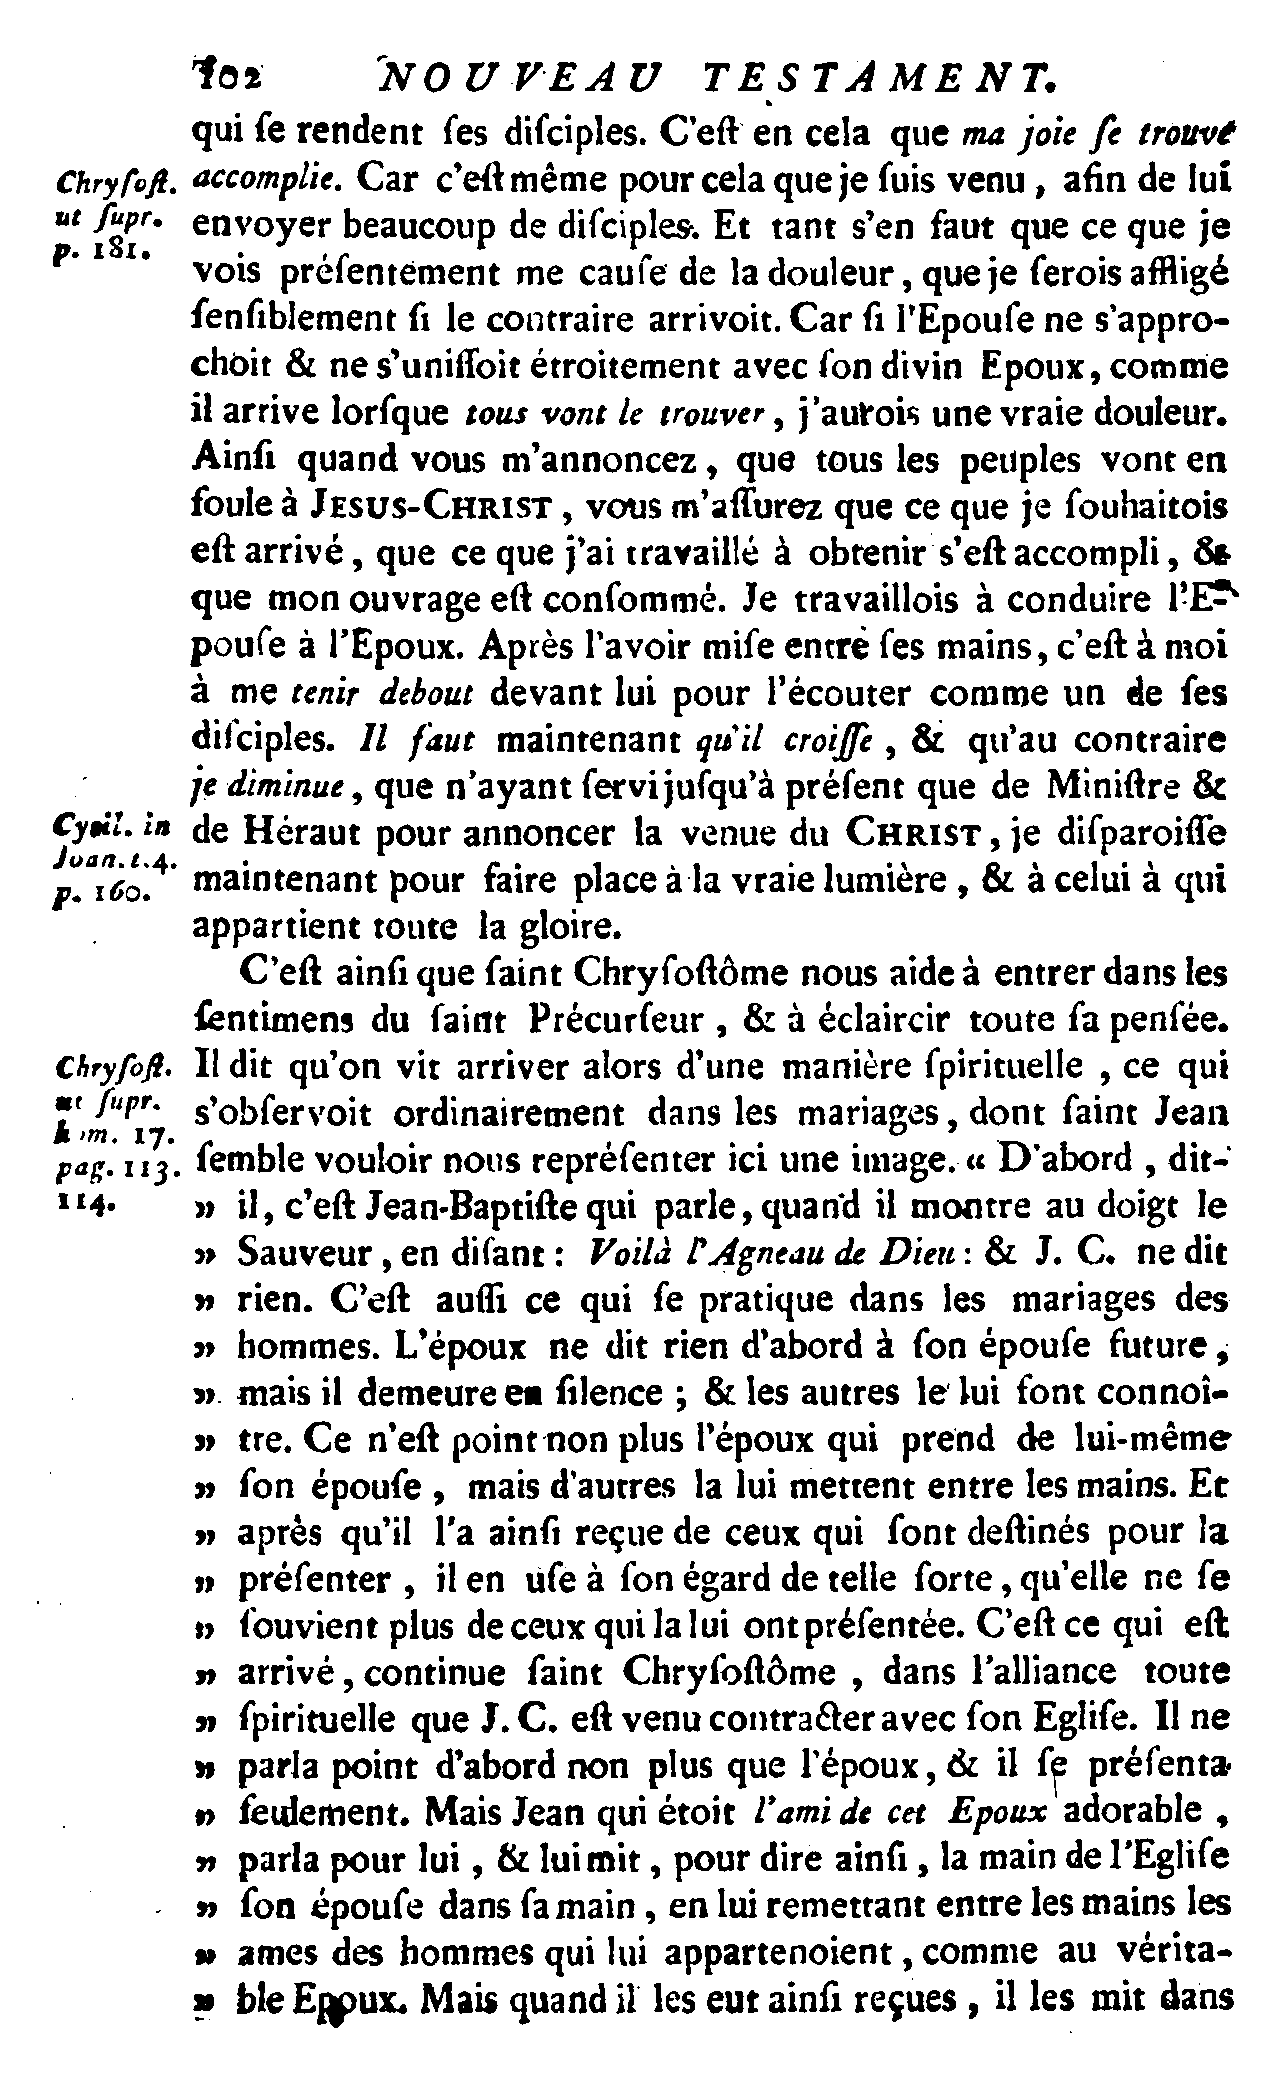 102 NOUVEAU TESTAMENT.
qui ſe rendent ſes diſciples. C'eſt en cela que ma joie ſe trouve
Chryſoſt. accomplie. Car c'eſt même pour cela que je ſuis venu, afin de lui
ut ſupr. envoyer beaucoup de diſciples. Et tant s'en faut que ce que je
p. 181. vois préſentement me cauſe de la douleur, que je ſerois affligé
ſenſiblement ſi le contraire arrivoit. Car ſi l'Epouſe ne s'appro-
choit & ne s'uniſſoit étroitement avec ſon divin Epoux, comme
il arrive lorſque tous vont le trouver, j'aurois une vraie douleur.
Ainſi quand vous m'annoncez, que tous les peuples vont en
foule à JESUS-CHRIST, vous m'aſſurez que ce que je ſouhaitois
eſt arrivé, que ce que j'ai travaillé à obtenir s'eſt accompli, &
que mon ouvrage eſt conſommé. Je travaillois à conduire l'E-
pouſe à l'Epoux. Après l'avoir miſe entre ſes mains, c'eſt à moi
à me tenir debout devant lui pour l'écouter comme un de ſes
diſciples. Il faut maintenant qu'il croiſſe, & qu'au contraire
je diminue, que n'ayant ſervi juſqu'à préſent que de Miniſtre &
Cyril. in de Héraut pour annoncer la venue du CHRIST, je diſparoiſſe
Joan. t. 4.
p. 160. maintenant pour faire place à la vraie lumière, & à celui à qui
appartient toute la gloire.
C'eſt ainſi que ſaint Chryſoſtôme nous aide à entrer dans les
ſentimens du ſaint Précurſeur, & à éclaircir toute ſa penſée.
Chryſoſt. Il dit qu'on vit arriver alors d'une manière ſpirituelle, ce qui
ut ſupr. s'obſervoit ordinairement dans les mariages, dont ſaint Jean
hom. 17.
pag. 113. ſemble vouloir nous repréſenter ici une image. « D'abord, dit-
114. » il, c'eſt Jean-Baptiſte qui parle, quand il montre au doigt le
» Sauveur, en diſant: Voilà l'Agneau de Dieu: & J. C. ne dit
» rien. C'eſt auſſi ce qui ſe pratique dans les mariages des
» hommes. L'époux ne dit rien d'abord à ſon épouſe future,
» mais il demeure en ſilence; & les autres le lui font connoî-
» tre. Ce n'eſt point non plus l'époux qui prend de lui-même
» ſon épouſe, mais d'autres la lui mettent entre les mains. Et
» après qu'il l'a ainſi reçue de ceux qui ſont deſtinés pour la
» préſenter, il en uſe à ſon égard de telle ſorte, qu'elle ne ſe
» ſouvient plus de ceux qui la lui ont préſentée. C'eſt ce qui eſt
» arrivé, continue ſaint Chryſoſtôme, dans l'alliance toute
» ſpirituelle que J. C. eſt venu contracter avec ſon Egliſe. Il ne
» parla point d'abord non plus que l'époux, & il ſe préſenta
» ſeulement. Mais Jean qui étoit l'ami de cet Epoux adorable,
» parla pour lui, & lui mit, pour dire ainſi, la main de l'Egliſe
» ſon épouſe dans ſa main, en lui remettant entre les mains les
» ames des hommes qui lui appartenoient, comme au vérita-
» ble Epoux. Mais quand il les eut ainſi reçues, il les mit dans